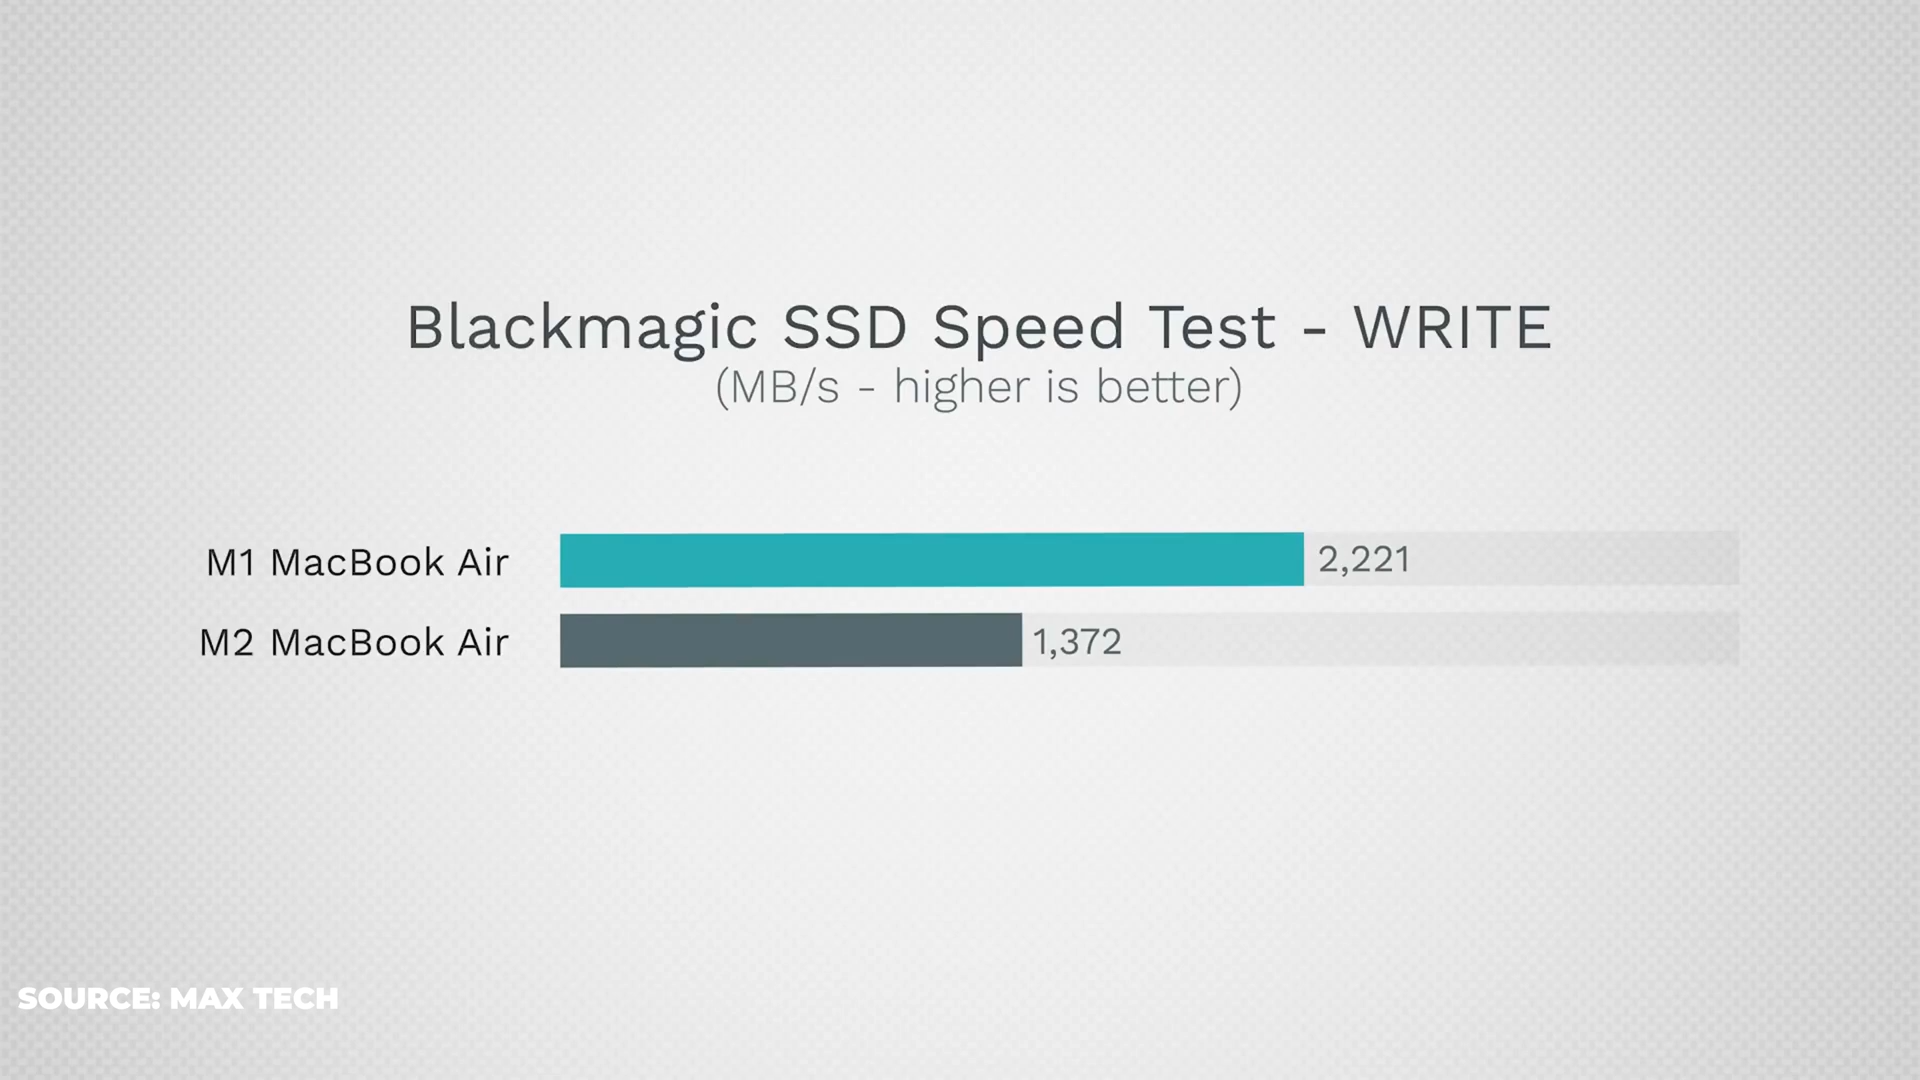 Blackmagic SSD Speed Test - WRITE
(MB/s - higher is better)
M1 MacBook Air 2,221
M2 MacBook Air 1,372
SOURCE: MAX TECH